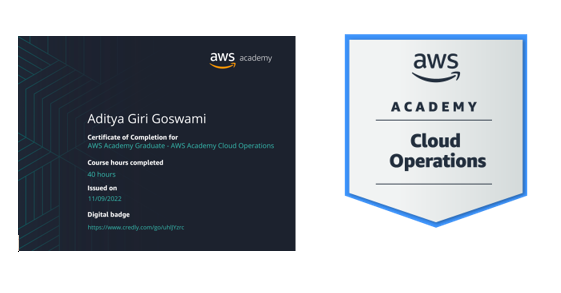 aws academy
Aditya Giri Goswami
Certificate of Completion for
AWS Academy Graduate - AWS Academy Cloud Operations
Course hours completed
40 hours
Issued on
11/09/2022
Digital badge
https://www.credly.com/go/uhljYzrc
aws
ACADEMY
Cloud
Operations